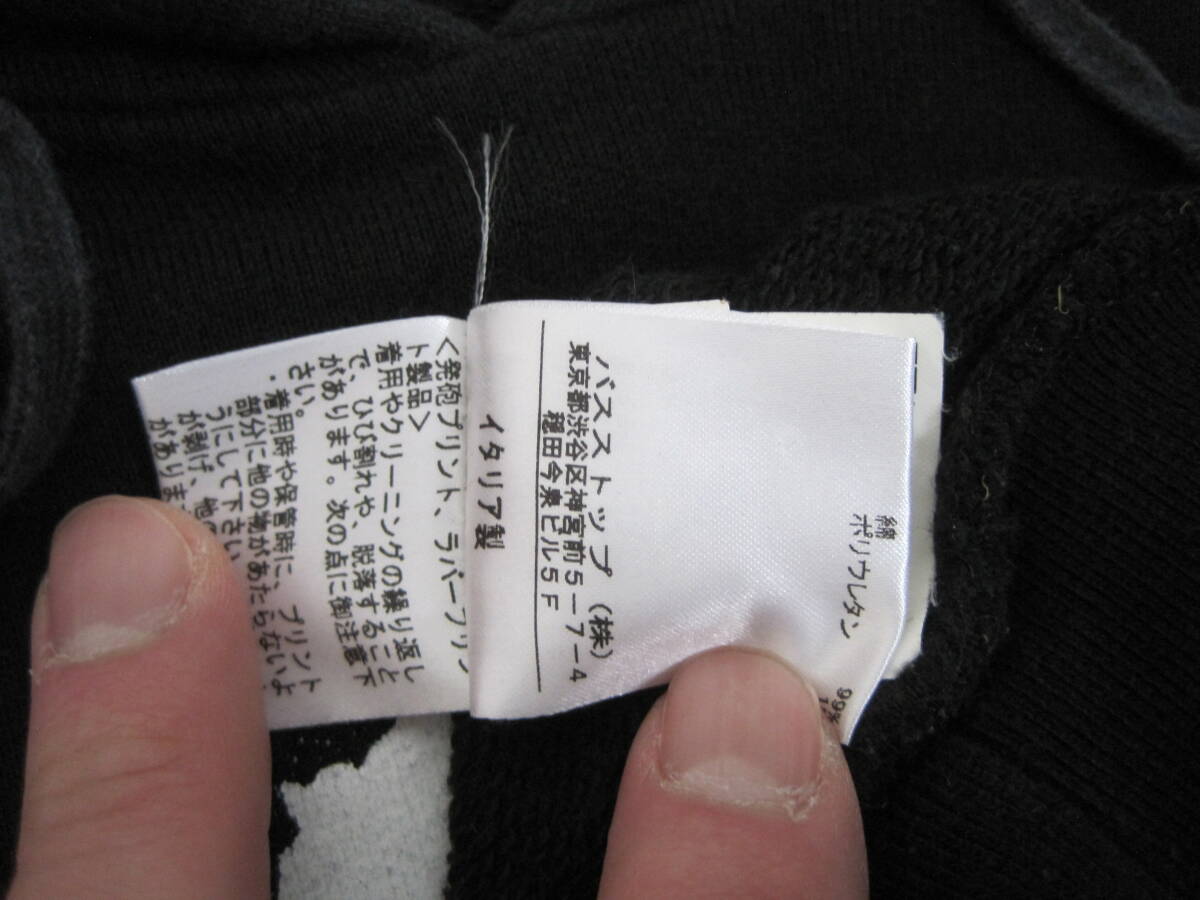 綿 99%
ポリウレタン
バスストップ (株)
東京都渋谷区神宮前5-7-4
穏田今泉ビル5F
イタリア製
<発砲プリント、ラバープリン
ト製品>
着用やクリーニングの繰り返し
で、ひび割れや、脱落すること
があります。次の点に御注意下
さい。
・着用時や保管時に、プリント
部分に他の物があたらないよ
うにして下さい
が剥げ、他の
がありま